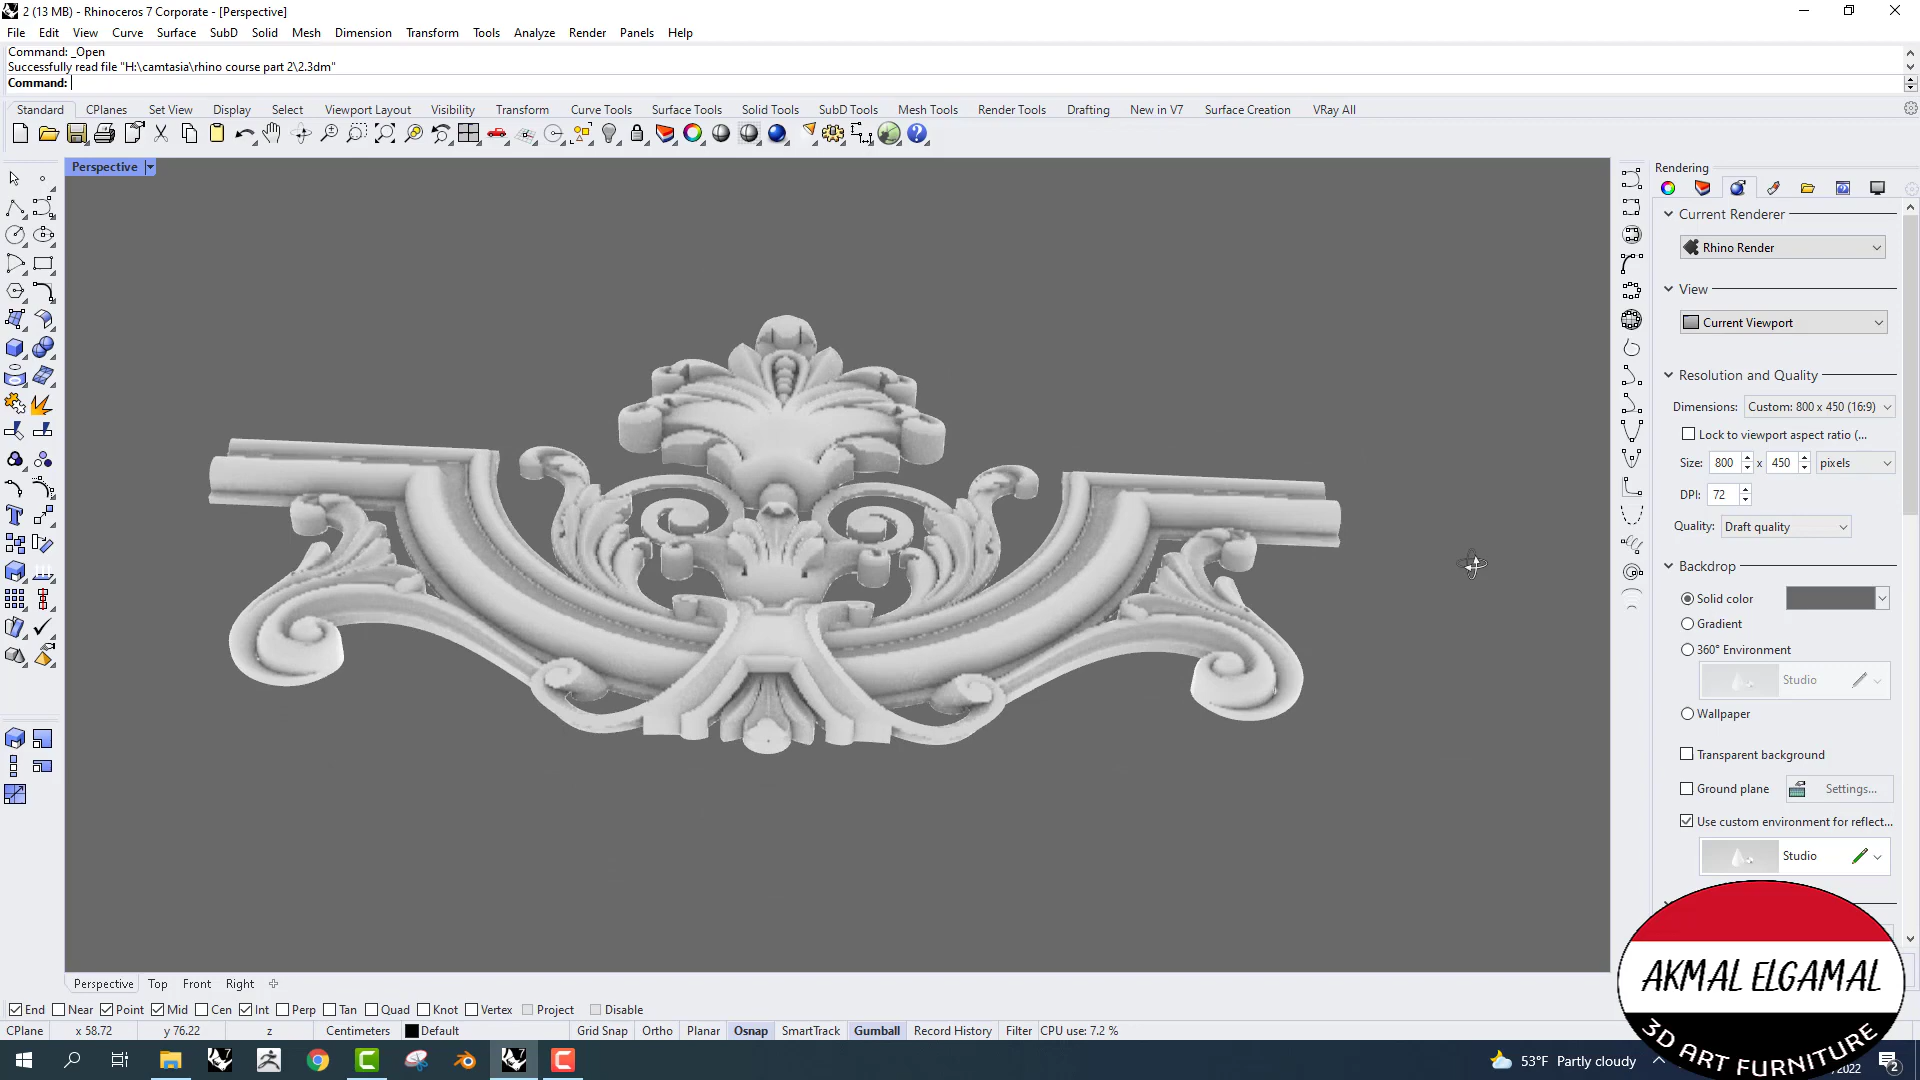 2 (13 MB) - Rhinoceros 7 Corporate - [Perspective]
File Edit View Curve Surface SubD Solid Mesh Dimension Transform Tools Analyze Render Panels Help
Command: _Open
Successfully read file "H:\camtasia\rhino course part 2\2.3dm"
Command:
Standard CPlanes Set View Display Select Viewport Layout Visibility Transform Curve Tools Surface Tools Solid Tools SubD Tools Mesh Tools Render Tools Drafting New in V7 Surface Creation VRay All
Perspective
Rendering
Current Renderer
Rhino Render
View
Current Viewport
Resolution and Quality
Dimensions: Custom: 800 x 450 (16:9)
Lock to viewport aspect ratio (...
Size: 800 x 450 pixels
DPI: 72
Quality: Draft quality
Backdrop
Solid color
Gradient
360° Environment
Studio
Wallpaper
Transparent background
Ground plane Settings...
Use custom environment for reflect...
Studio
AKMAL ELGAMAL
3D ART FURNITURE
Perspective Top Front Right
End Near Point Mid Cen Int Perp Tan Quad Knot Vertex Project Disable
CPlane x 58.72 y 76.22 z Centimeters Default Grid Snap Ortho Planar Osnap SmartTrack Gumball Record History Filter CPU use: 7.2 %
53°F Partly cloudy
2